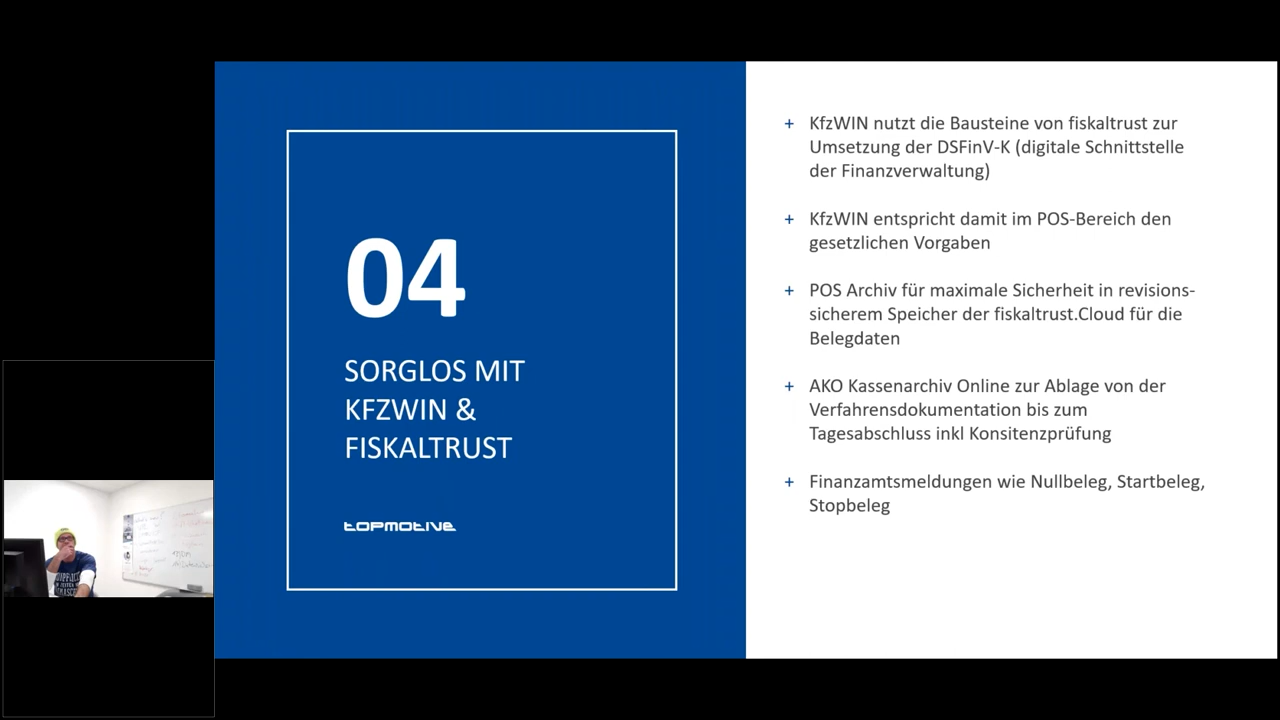 04
SORGLOS MIT
KFZWIN &
FISKALTRUST
topmotive
+ KfzWIN nutzt die Bausteine von fiskaltrust zur
Umsetzung der DSFinV-K (digitale Schnittstelle
der Finanzverwaltung)
+ KfzWIN entspricht damit im POS-Bereich den
gesetzlichen Vorgaben
+ POS Archiv für maximale Sicherheit in revisions-
sicherem Speicher der fiskaltrust.Cloud für die
Belegdaten
+ AKO Kassenarchiv Online zur Ablage von der
Verfahrensdokumentation bis zum
Tagesabschluss inkl Konsitenzprüfung
+ Finanzamtsmeldungen wie Nullbeleg, Startbeleg,
Stopbeleg